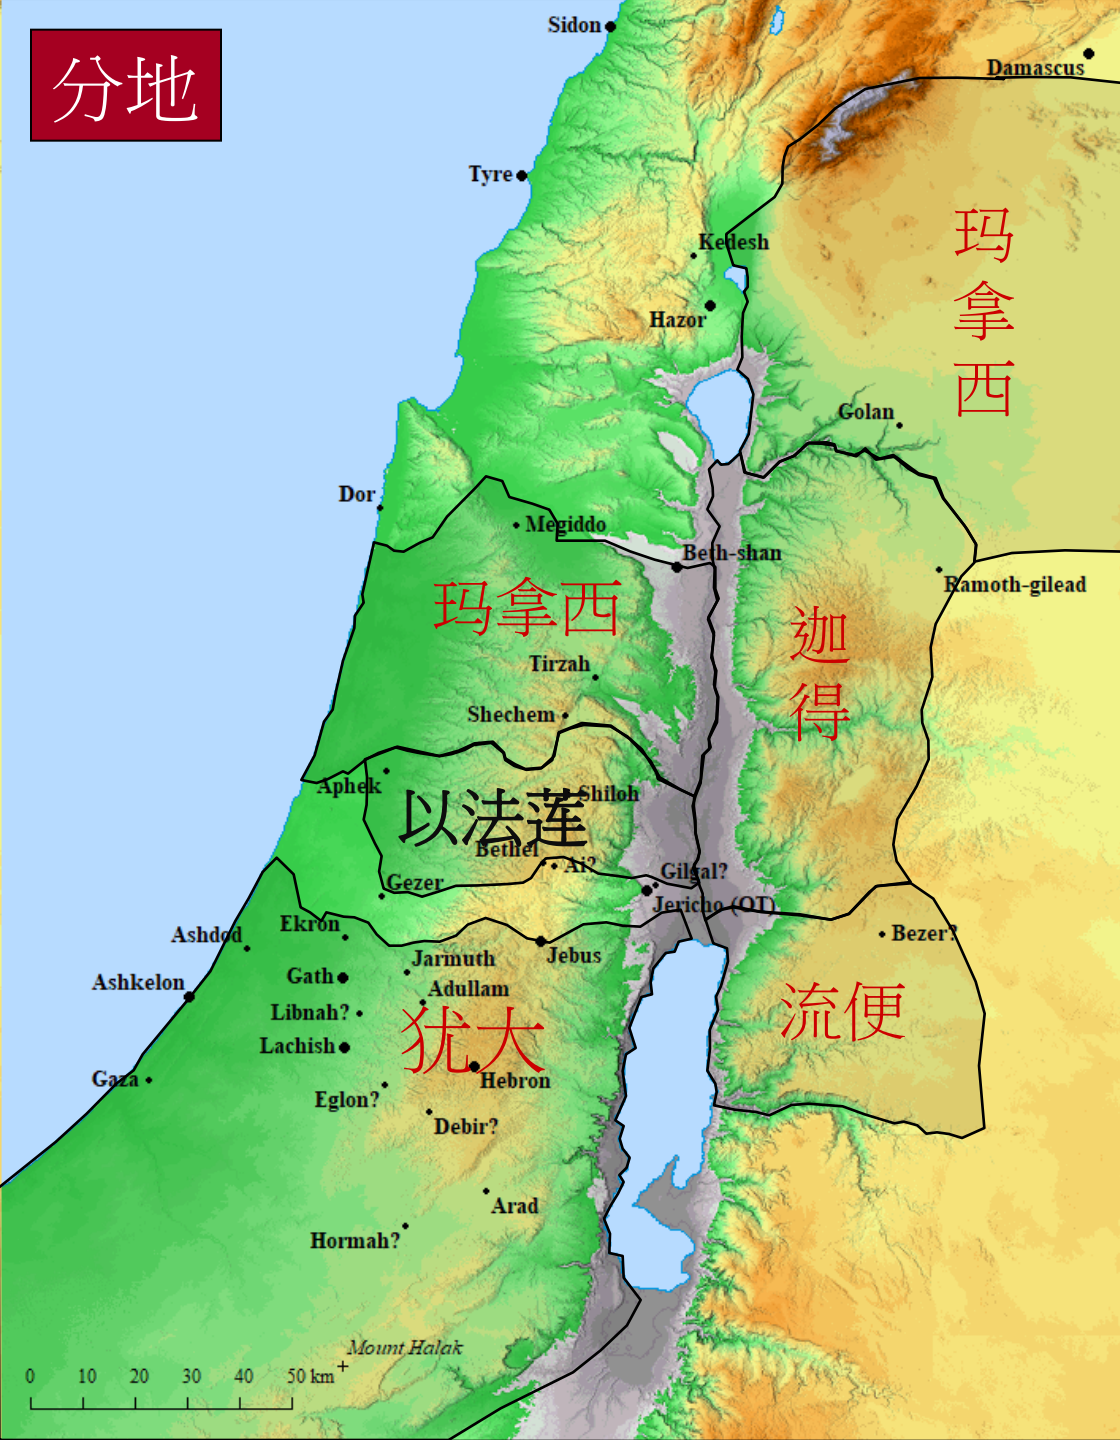 Sidon
分地
Damascus
Tyre
玛拿西
Kedesh
Hazor
Golan
Dor
Megiddo
Beth-shan
Ramoth-gilead
玛拿西
迦得
Tirzah
Shechem
Aphek
Shiloh
以法莲
Bethel
Ai?
Gilgal?
Gezer
Jericho (OT)
Ekron
Ashdod
Bezer?
Jebus
Jarmuth
Gath
Ashkelon
Adullam
Libnah?
流便
犹大
Lachish
Gaza
Hebron
Eglon?
Debir?
Arad
Hormah?
Mount Halak
0 10 20 30 40 50 km